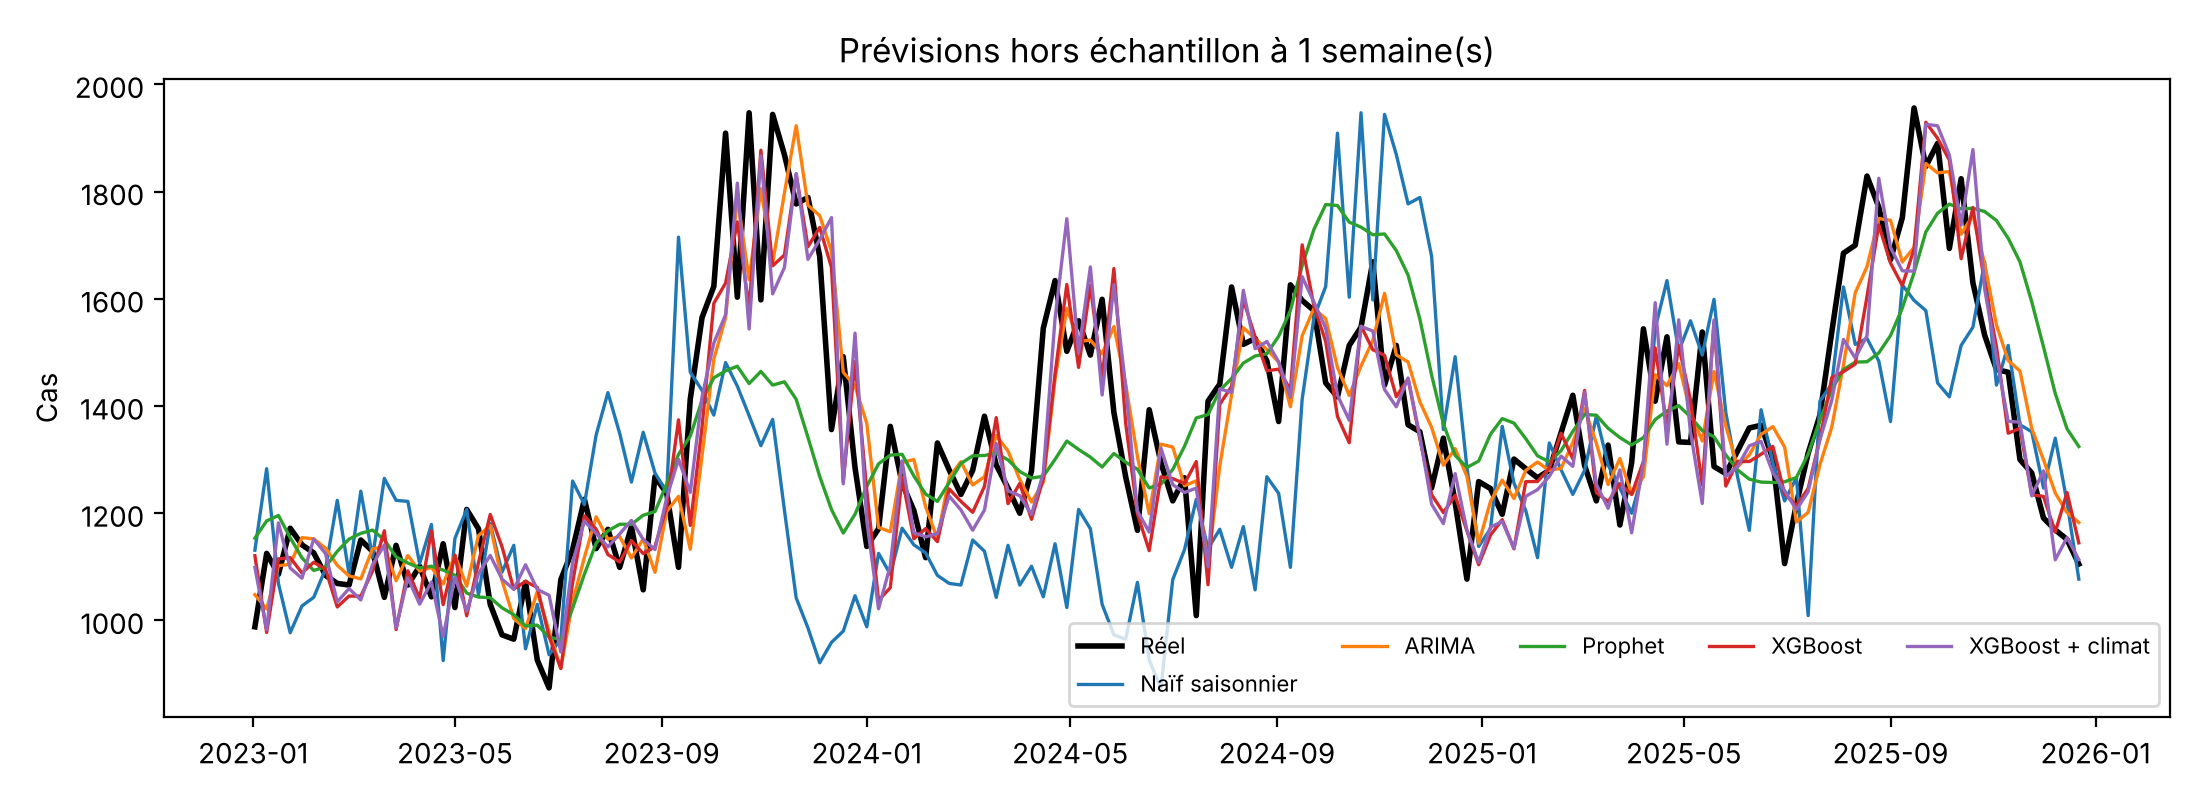 Prévisions hors échantillon à 1 semaine(s)
Cas
2000
1800
1600
1400
1200
1000
Réel
Naïf saisonnier
ARIMA
Prophet
XGBoost
XGBoost + climat
2023-01
2023-05
2023-09
2024-01
2024-05
2024-09
2025-01
2025-05
2025-09
2026-01